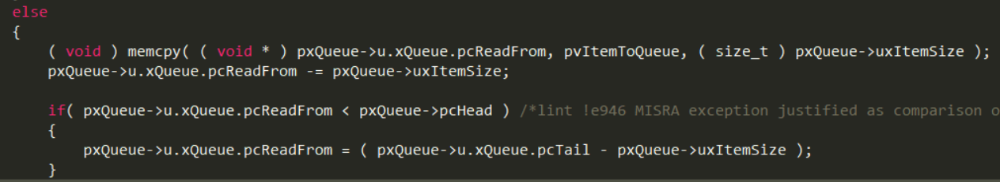 else
{
( void ) memcpy( ( void * ) pxQueue->u.xQueue.pcReadFrom, pvItemToQueue, ( size_t ) pxQueue->uxItemSize );
pxQueue->u.xQueue.pcReadFrom -= pxQueue->uxItemSize;
if( pxQueue->u.xQueue.pcReadFrom < pxQueue->pcHead ) /*lint !e946 MISRA exception justified as comparison o
{
pxQueue->u.xQueue.pcReadFrom = ( pxQueue->u.xQueue.pcTail - pxQueue->uxItemSize );
}